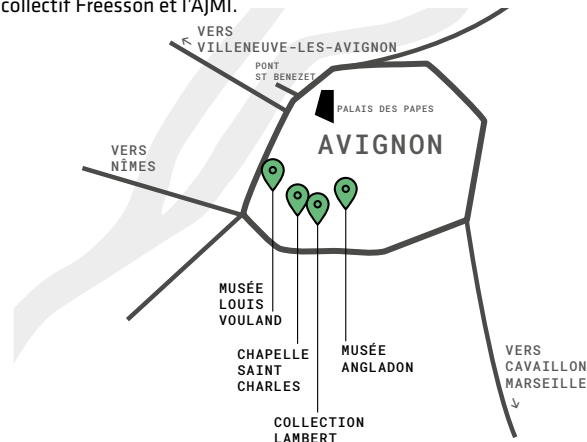 collectif Freesson et l'AJMI.
VERS
VILLENEUVE-LES-AVIGNON
PONT
ST BENEZET
PALAIS DES PAPES
AVIGNON
VERS
NÎMES
MUSÉE
LOUIS
VOULAND
CHAPELLE
SAINT
CHARLES
MUSÉE
ANGLADON
COLLECTION
LAMBERT
VERS
CAVAILLON
MARSEILLE